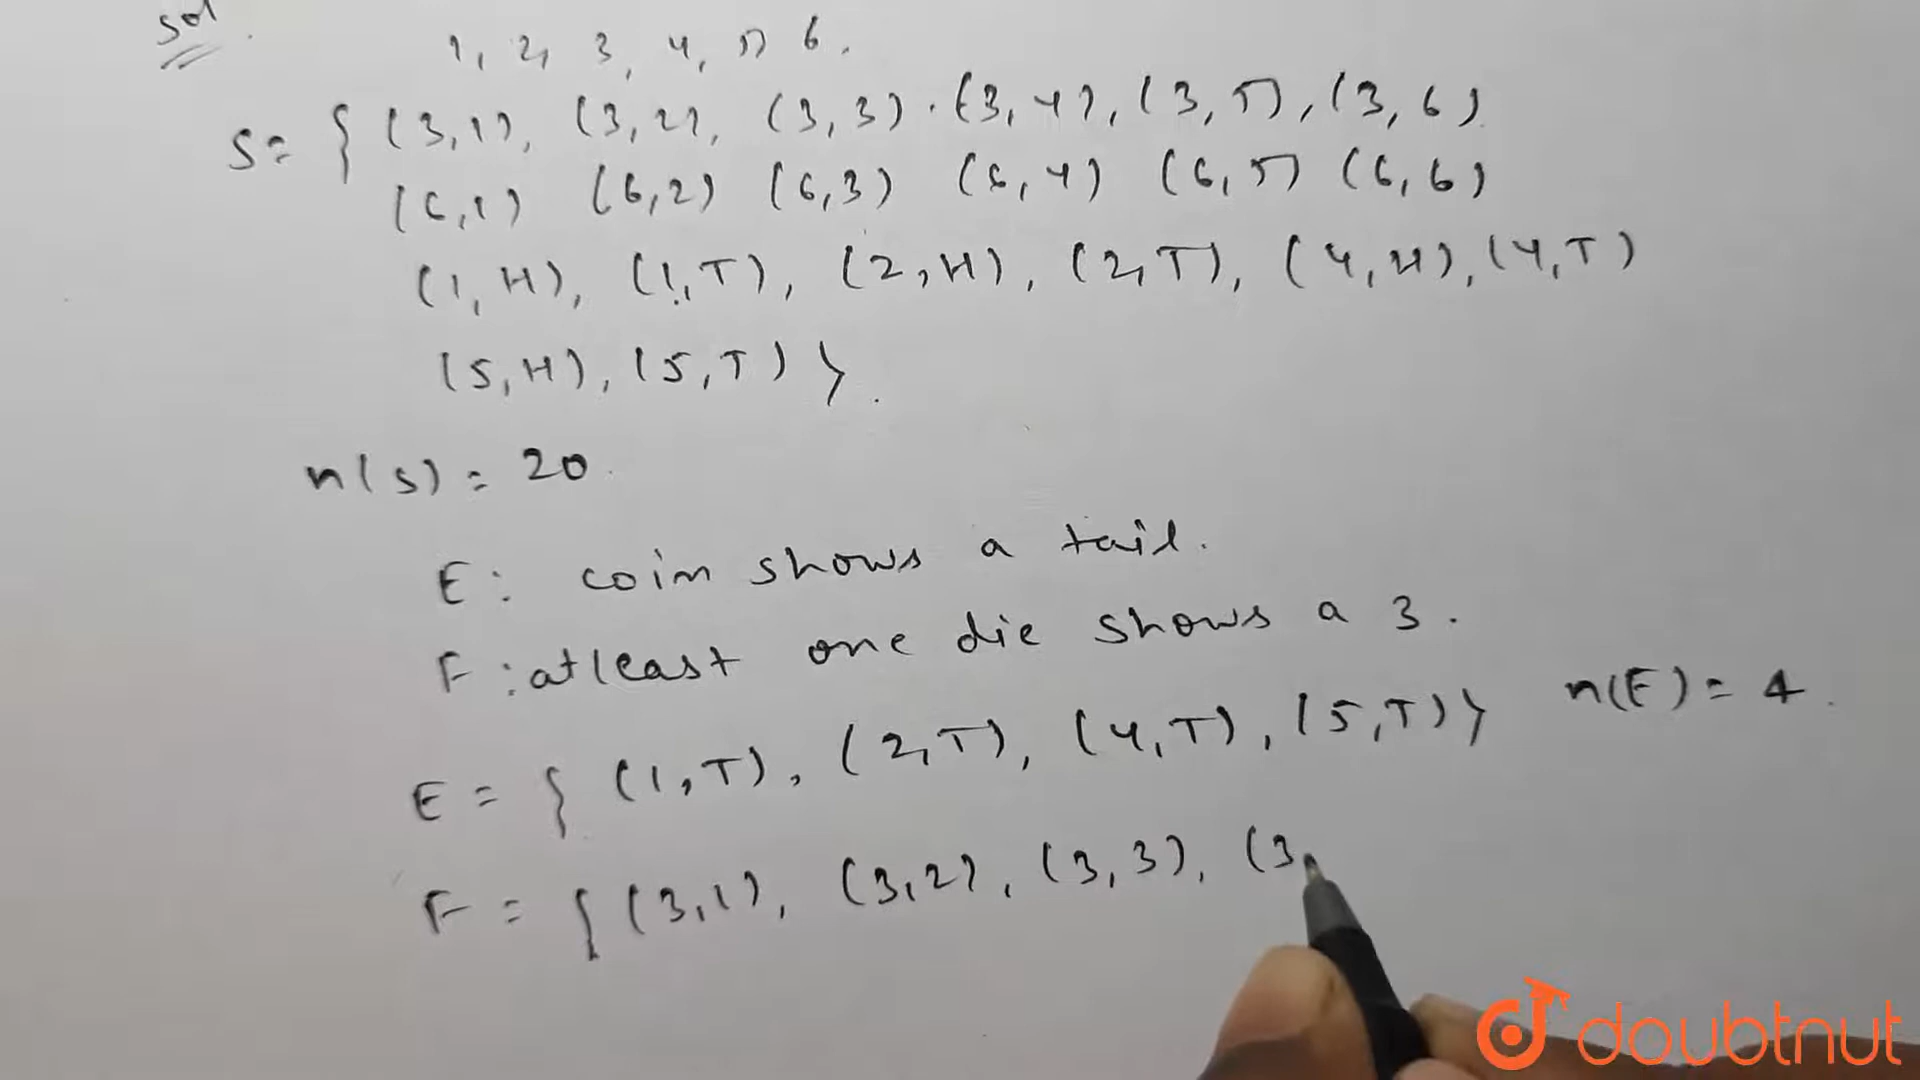 Sol.
1, 2, 3, 4, 5, 6.
S = { (3,1), (3,2), (3,3), (3,4), (3,5), (3,6)
(6,1) (6,2) (6,3) (6,4) (6,5) (6,6)
(1,H), (1,T), (2,H), (2,T), (4,H), (4,T)
(5,H), (5,T) }.
n(s) = 20.
E: coin shows a tail.
F: atleast one die shows a 3.
E = { (1,T), (2,T), (4,T), (5,T) } n(E) = 4.
F = { (3,1), (3,2), (3,3), (3,
doubtnut